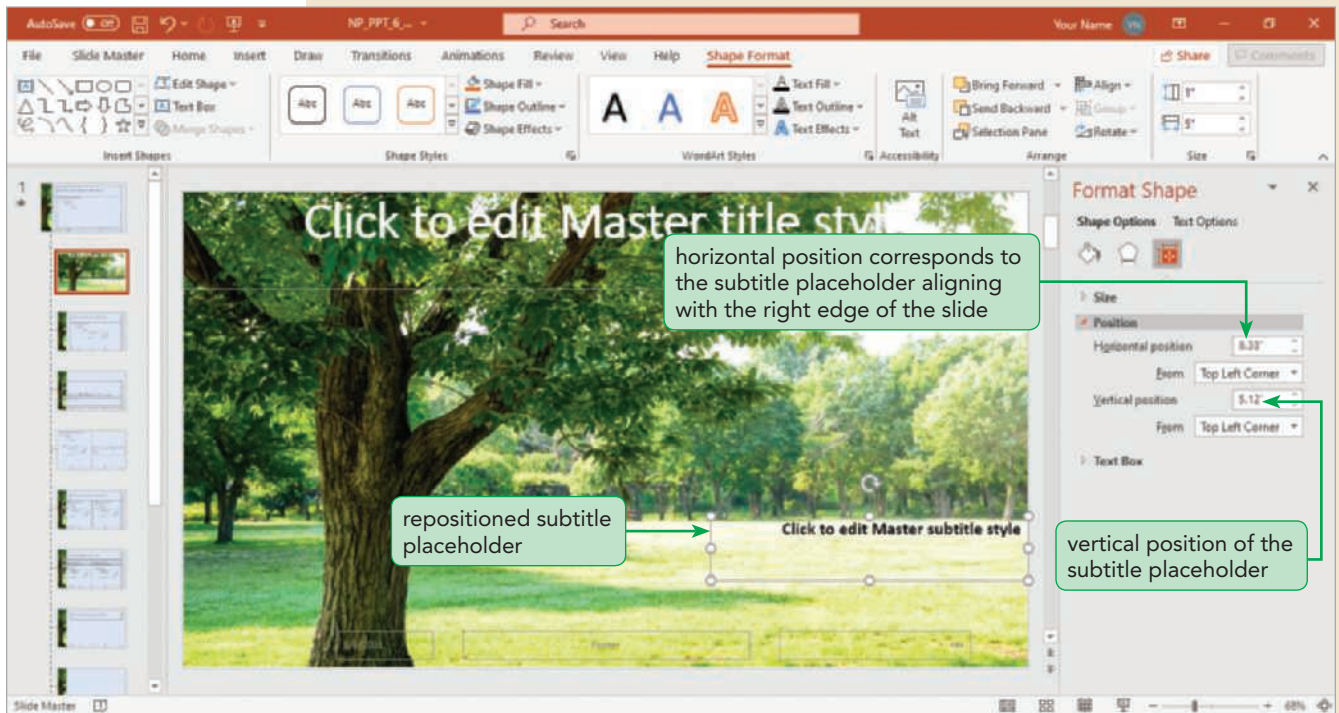 AutoSave Off NP_PPT_6_... Search Your Name
File Slide Master Home Insert Draw Transitions Animations Review View Help Shape Format Share Comments
Edit Shape
Text Box
Merge Shapes
Insert Shapes
Abc Abc Abc
Shape Fill
Shape Outline
Shape Effects
Shape Styles
A A A
Text Fill
Text Outline
Text Effects
WordArt Styles
Alt
Text
Accessibility
Bring Forward Align
Send Backward Group
Selection Pane Rotate
Arrange
1"
5"
Size
1
Click to edit Master title style
horizontal position corresponds to
the subtitle placeholder aligning
with the right edge of the slide
repositioned subtitle
placeholder
Click to edit Master subtitle style
Footer
Format Shape
Shape Options Text Options
Size
Position
Horizontal position 8.33"
From Top Left Corner
Vertical position 5.12"
From Top Left Corner
Text Box
vertical position of the
subtitle placeholder
Slide Master 68%